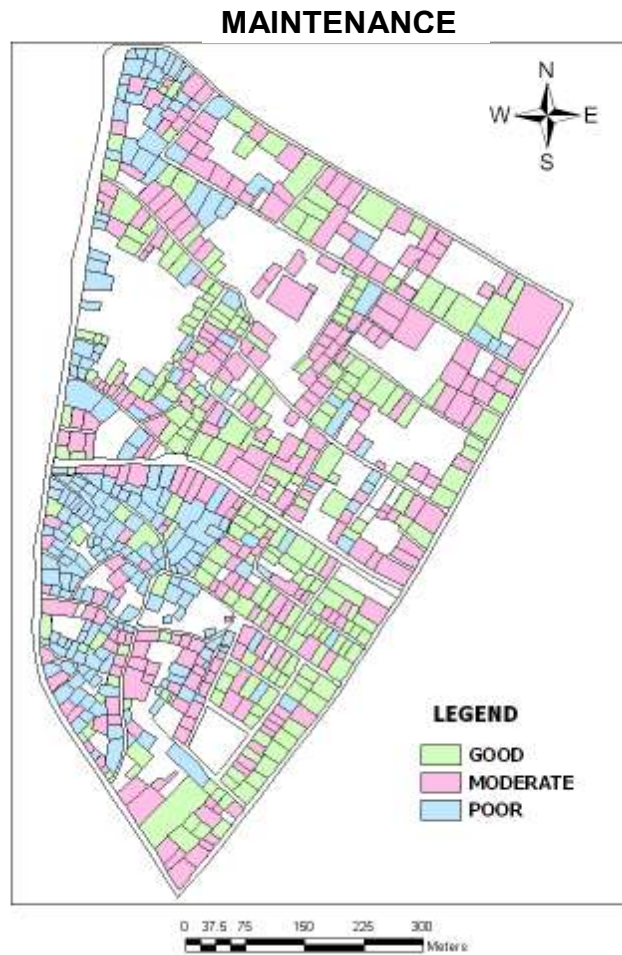 MAINTENANCE
N
W E
S
LEGEND
GOOD
MODERATE
POOR
0 37.5 75 150 225 300
Meters